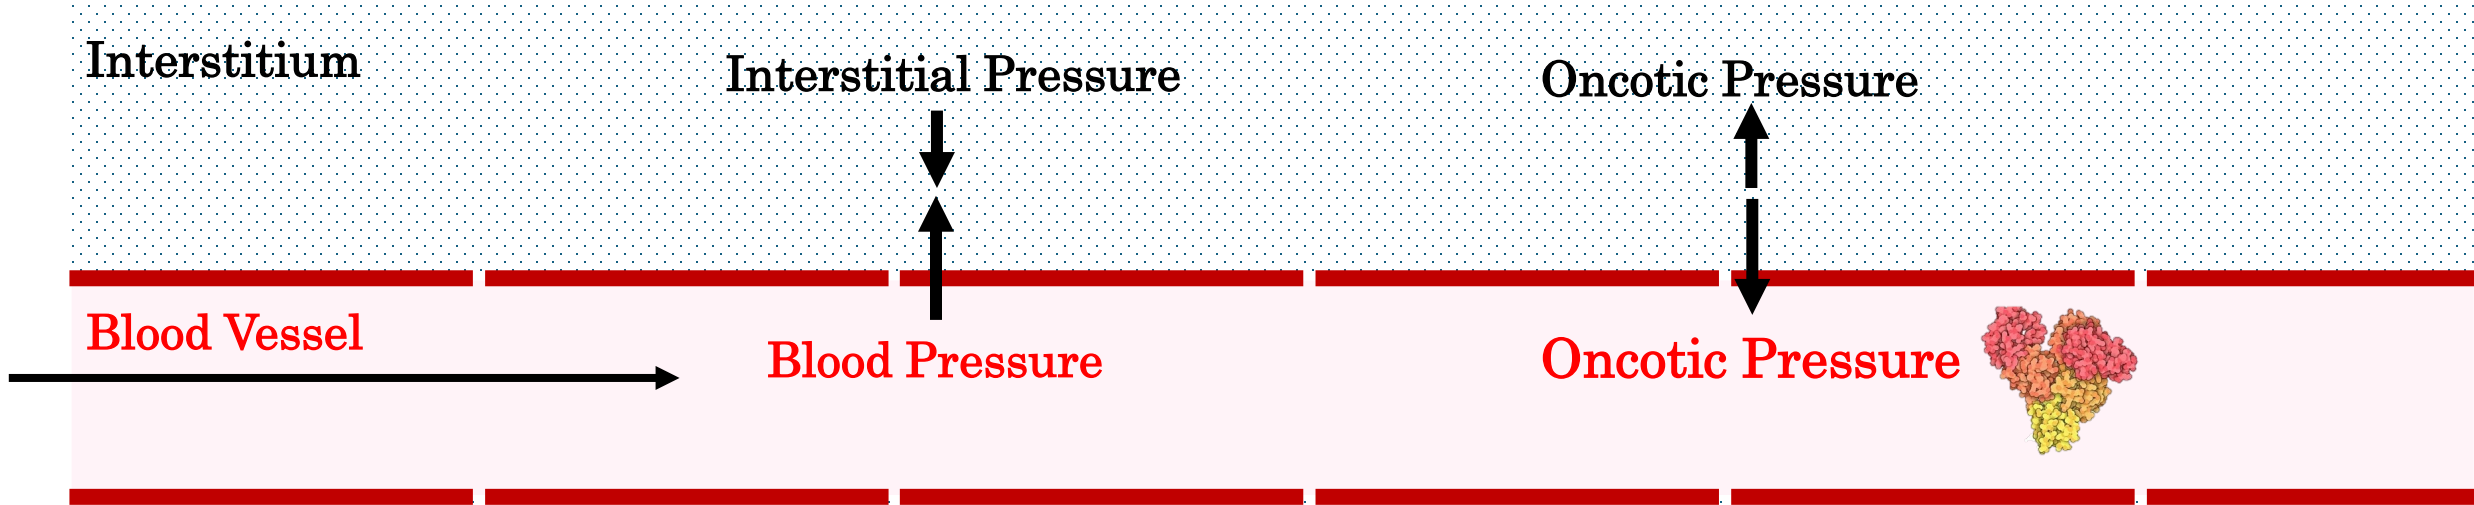 Interstitium
Interstitial Pressure
Oncotic Pressure
Blood Vessel
Blood Pressure
Oncotic Pressure